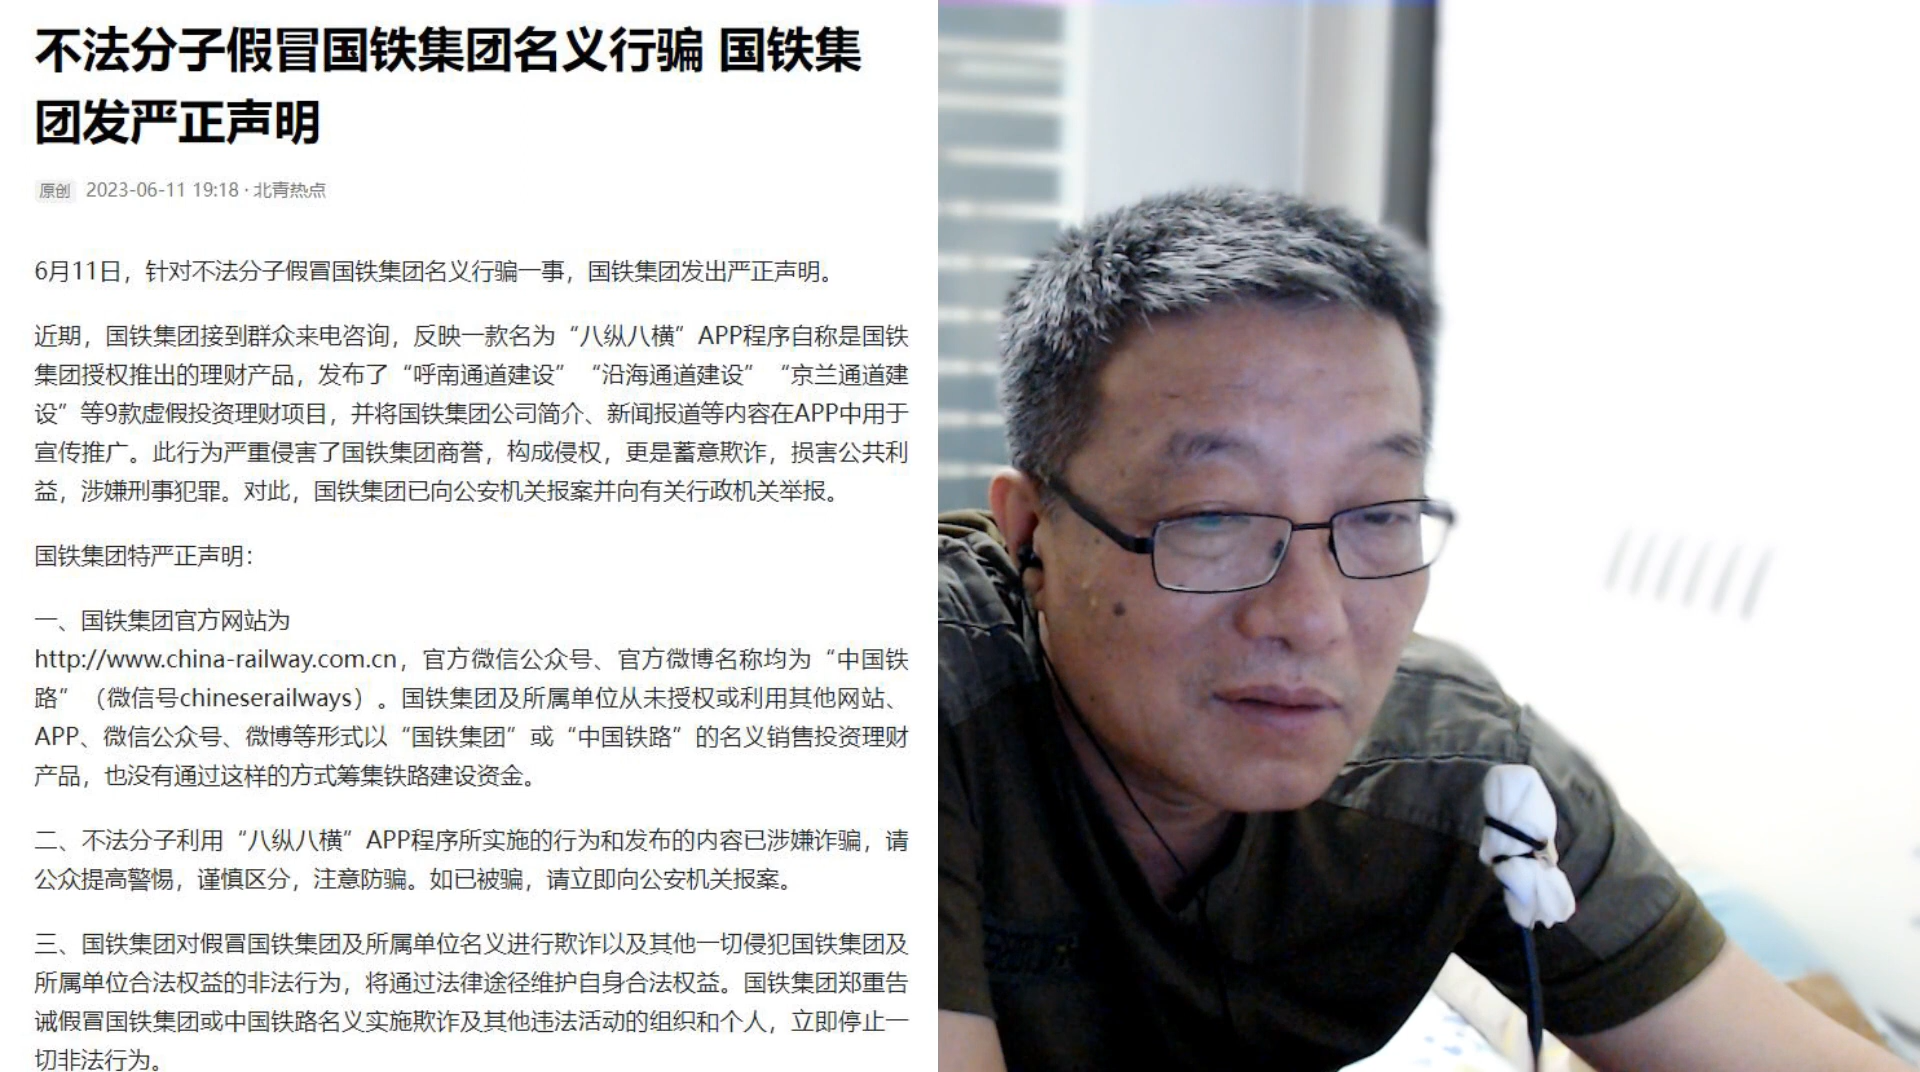 不法分子假冒国铁集团名义行骗 国铁集
团发严正声明
原创 2023-06-11 19:18 · 北青热点
6月11日，针对不法分子假冒国铁集团名义行骗一事，国铁集团发出严正声明。
近期，国铁集团接到群众来电咨询，反映一款名为“八纵八横”APP程序自称是国铁
集团授权推出的理财产品，发布了“呼南通道建设”“沿海通道建设”“京兰通道建
设”等9款虚假投资理财项目，并将国铁集团公司简介、新闻报道等内容在APP中用于
宣传推广。此行为严重侵害了国铁集团商誉，构成侵权，更是蓄意欺诈，损害公共利
益，涉嫌刑事犯罪。对此，国铁集团已向公安机关报案并向有关行政机关举报。
国铁集团特严正声明：
一、国铁集团官方网站为
http://www.china-railway.com.cn，官方微信公众号、官方微博名称均为“中国铁
路”（微信号chineserailways）。国铁集团及所属单位从未授权或利用其他网站、
APP、微信公众号、微博等形式以“国铁集团”或“中国铁路”的名义销售投资理财
产品，也没有通过这样的方式筹集铁路建设资金。
二、不法分子利用“八纵八横”APP程序所实施的行为和发布的内容已涉嫌诈骗，请
公众提高警惕，谨慎区分，注意防骗。如已被骗，请立即向公安机关报案。
三、国铁集团对假冒国铁集团及所属单位名义进行欺诈以及其他一切侵犯国铁集团及
所属单位合法权益的非法行为，将通过法律途径维护自身合法权益。国铁集团郑重告
诫假冒国铁集团或中国铁路名义实施欺诈及其他违法活动的组织和个人，立即停止一
切非法行为。